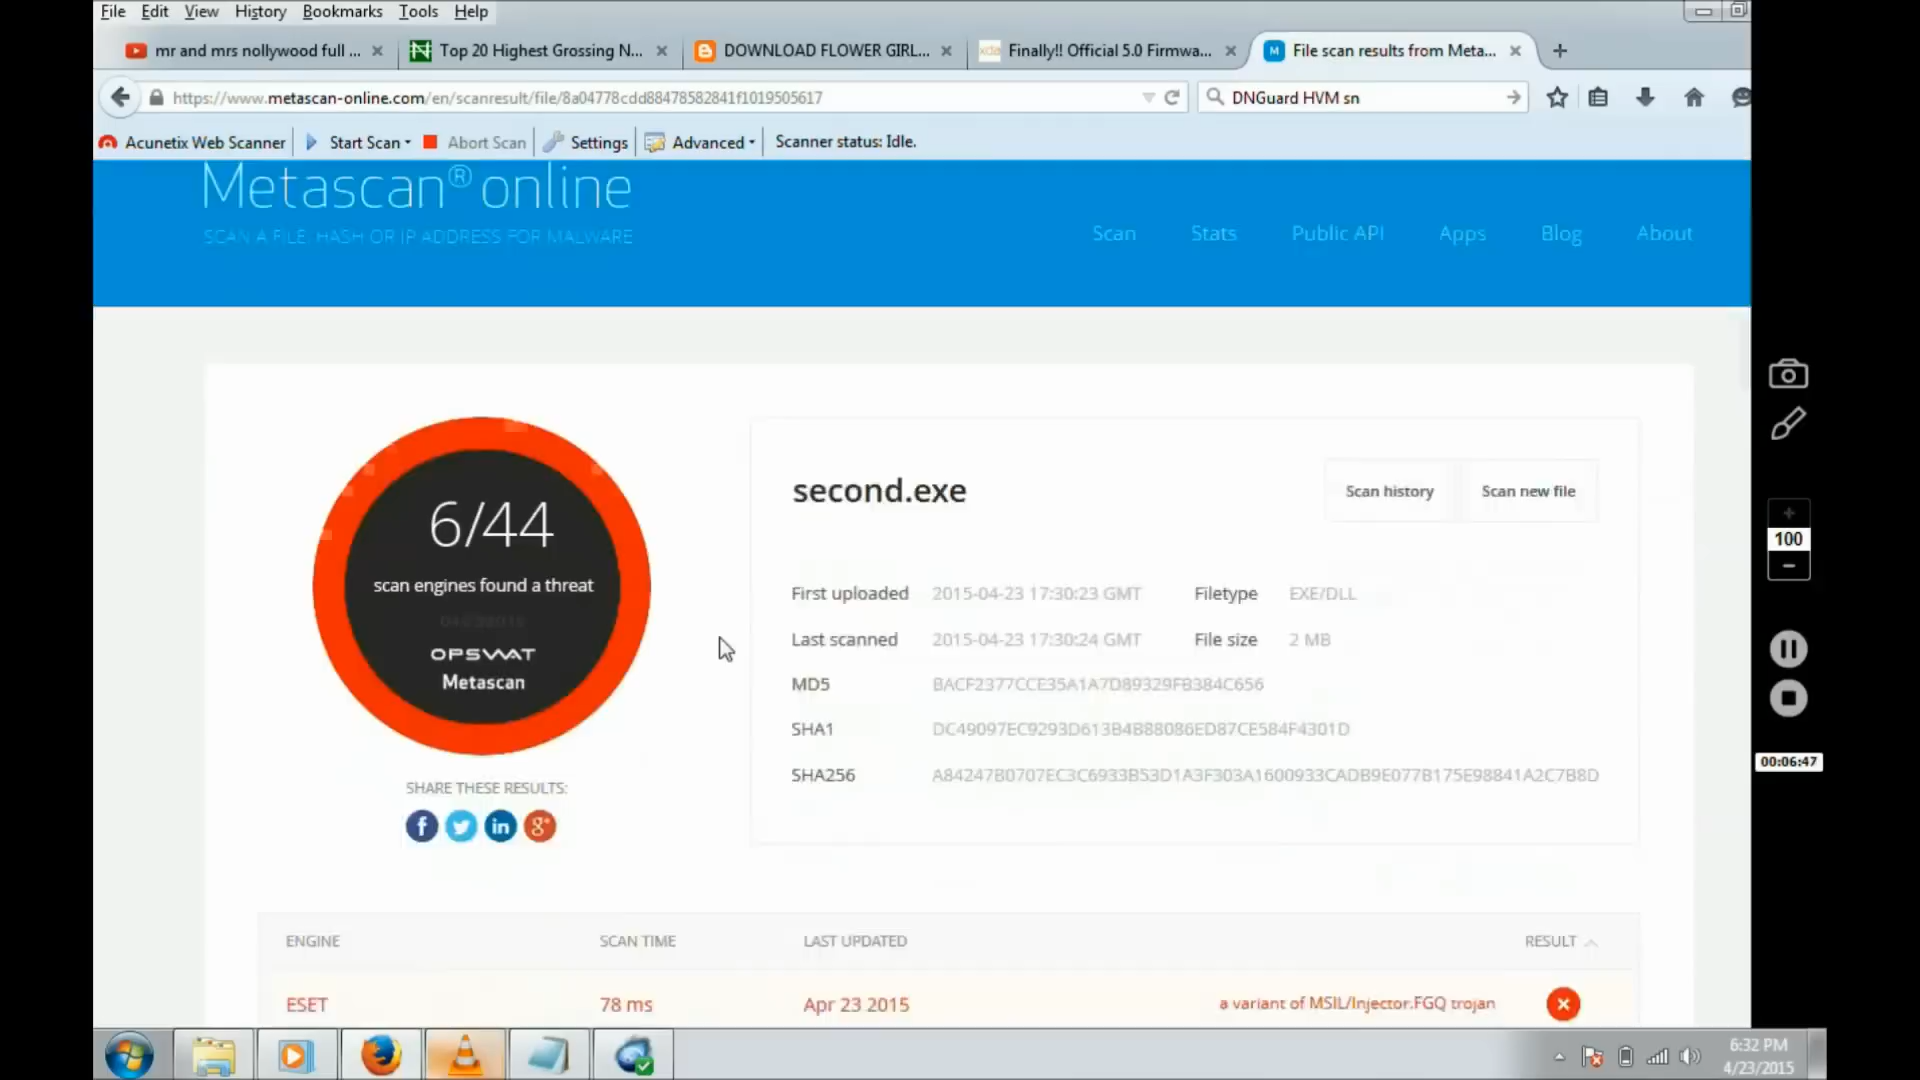 File Edit View History Bookmarks Tools Help
mr and mrs nollywood full ...
Top 20 Highest Grossing N...
DOWNLOAD FLOWER GIRL...
Finally!! Official 5.0 Firmwa...
File scan results from Meta...
https://www.metascan-online.com/en/scanresult/file/8a04778cdd88478582841f1019505617
DNGuard HVM sn
Acunetix Web Scanner Start Scan Abort Scan Settings Advanced Scanner status: Idle.
Metascan® online
SCAN A FILE, HASH OR IP ADDRESS FOR MALWARE
Scan Stats Public API Apps Blog About
6/44
scan engines found a threat
OPSWAT
Metascan
SHARE THESE RESULTS:
second.exe
Scan history Scan new file
First uploaded 2015-04-23 17:30:23 GMT Filetype EXE/DLL
Last scanned 2015-04-23 17:30:24 GMT File size 2 MB
MD5 BACF2377CCE35A1A7D89329FB384C656
SHA1 DC49097EC9293D613B4B88086ED87CE584F4301D
SHA256 A84247B0707EC3C6933B53D1A3F303A1600933CADB9E077B175E98841A2C7B8D
ENGINE SCAN TIME LAST UPDATED RESULT
ESET 78 ms Apr 23 2015 a variant of MSIL/Injector.FGQ trojan
100
00:06:47
6:32 PM
4/23/2015